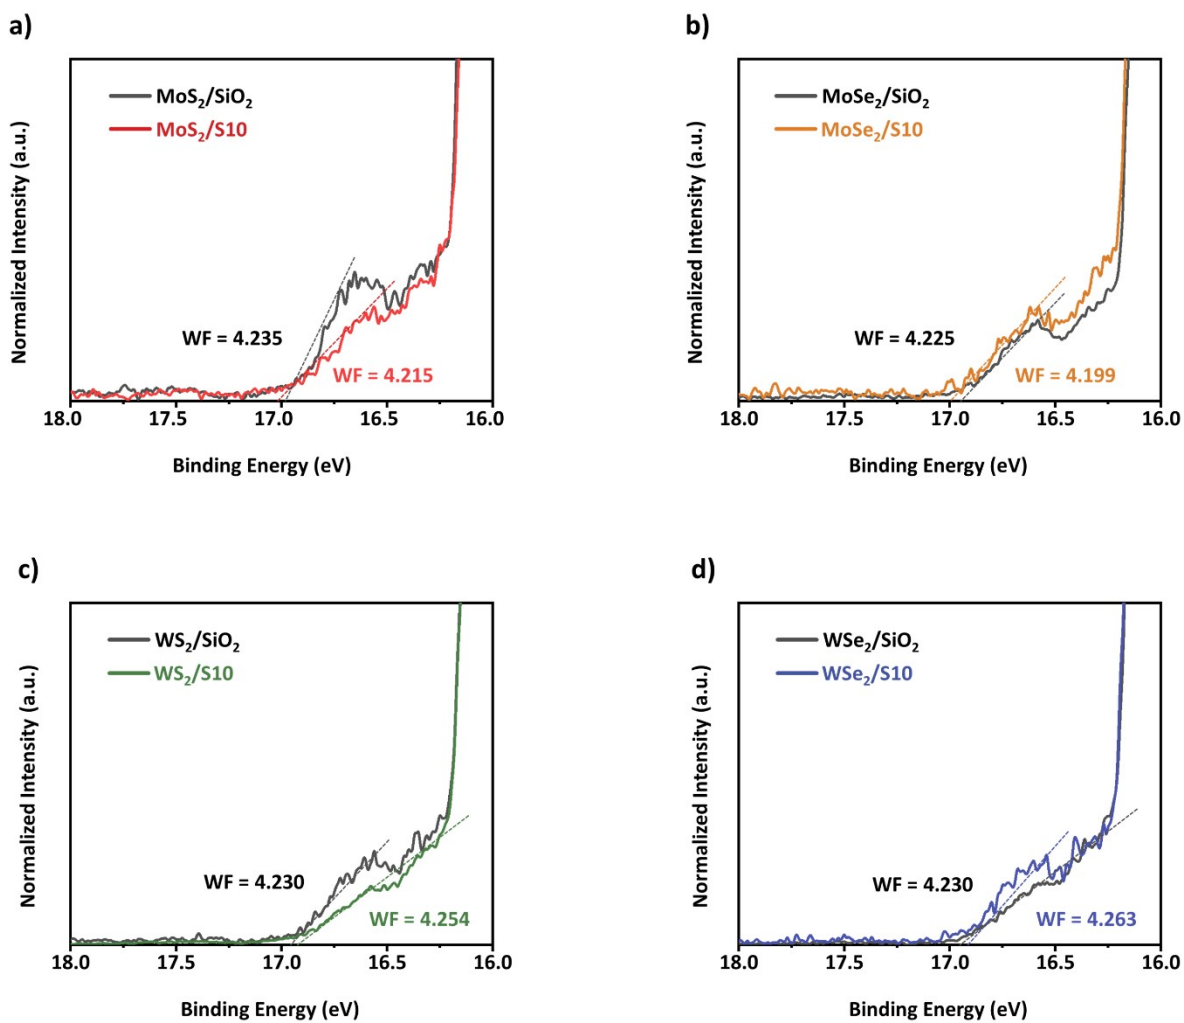 a)
Normalized Intensity (a.u.)
MoS₂/SiO₂
MoS₂/S10
WF = 4.235
WF = 4.215
18.0 17.5 17.0 16.5 16.0
Binding Energy (eV)
b)
Normalized Intensity (a.u.)
MoSe₂/SiO₂
MoSe₂/S10
WF = 4.225
WF = 4.199
18.0 17.5 17.0 16.5 16.0
Binding Energy (eV)
c)
Normalized Intensity (a.u.)
WS₂/SiO₂
WS₂/S10
WF = 4.230
WF = 4.254
18.0 17.5 17.0 16.5 16.0
Binding Energy (eV)
d)
Normalized Intensity (a.u.)
WSe₂/SiO₂
WSe₂/S10
WF = 4.230
WF = 4.263
18.0 17.5 17.0 16.5 16.0
Binding Energy (eV)